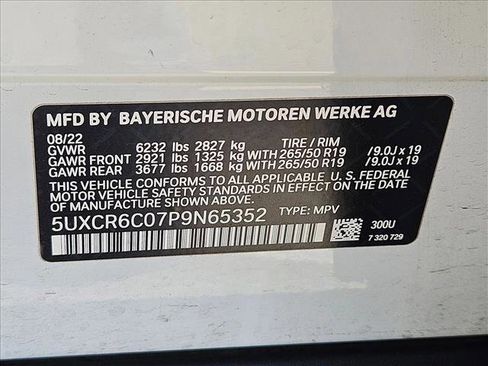 MFD BY BAYERISCHE MOTOREN WERKE AG
08/22 TIRE / RIM
GVWR 6232 lbs 2827 kg
GAWR FRONT 2921 lbs 1325 kg WITH 265/50 R19 /9.0J x 19
GAWR REAR 3677 lbs 1668 kg WITH 265/50 R19 /9.0J x 19
THIS VEHICLE CONFORMS TO ALL APPLICABLE U. S. FEDERAL
MOTOR VEHICLE SAFETY STANDARDS IN EFFECT ON THE
DATE OF MANUFACTURE SHOWN ABOVE.
5UXCR6C07P9N65352 TYPE: MPV 300U
7 320 729